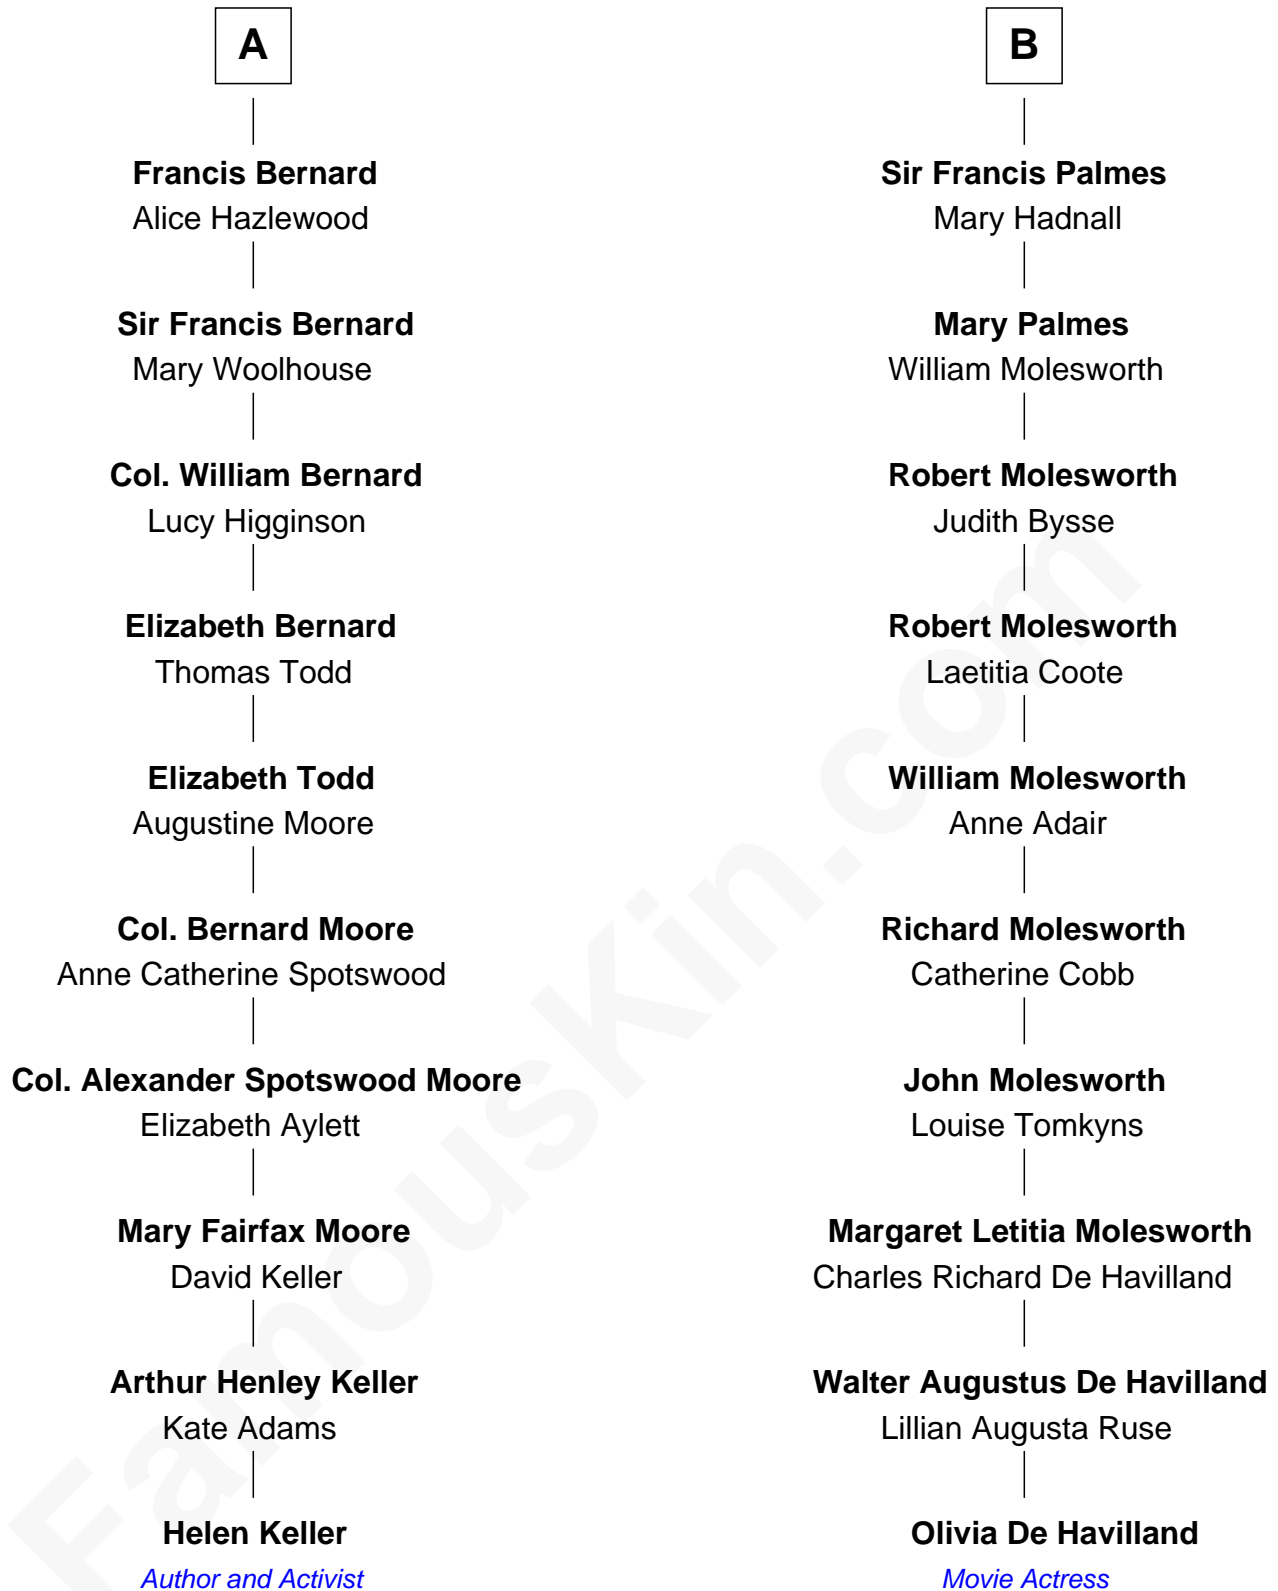 A
Francis Bernard
Alice Hazlewood
Sir Francis Bernard
Mary Woolhouse
Col. William Bernard
Lucy Higginson
Elizabeth Bernard
Thomas Todd
Elizabeth Todd
Augustine Moore
Col. Bernard Moore
Anne Catherine Spotswood
Col. Alexander Spotswood Moore
Elizabeth Aylett
Mary Fairfax Moore
David Keller
Arthur Henley Keller
Kate Adams
Helen Keller
Author and Activist
B
Sir Francis Palmes
Mary Hadnall
Mary Palmes
William Molesworth
Robert Molesworth
Judith Bysse
Robert Molesworth
Laetitia Coote
William Molesworth
Anne Adair
Richard Molesworth
Catherine Cobb
John Molesworth
Louise Tomkyns
Margaret Letitia Molesworth
Charles Richard De Havilland
Walter Augustus De Havilland
Lillian Augusta Ruse
Olivia De Havilland
Movie Actress
FamousKin.com